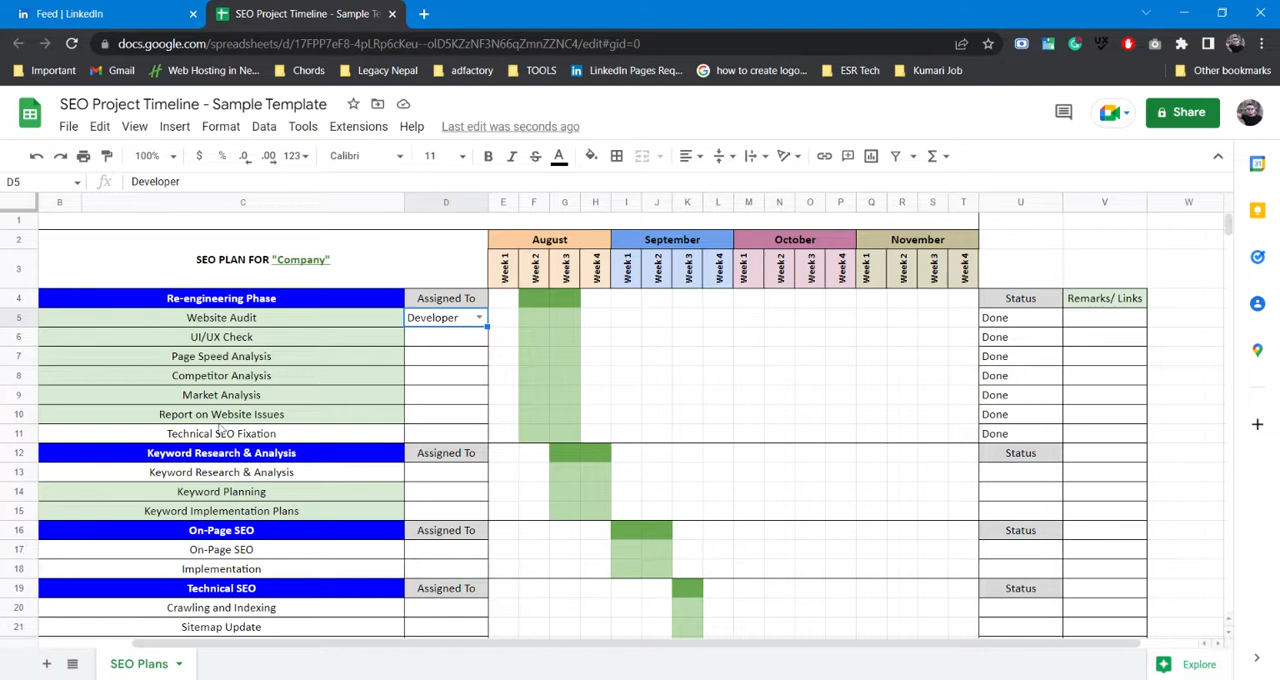 Feed | LinkedIn
SEO Project Timeline - Sample Te
docs.google.com/spreadsheets/d/17FPP7eF8-4pLRp6cKeu--olD5KZzNF3N66qZmnZZNC4/edit#gid=0
Important Gmail Web Hosting in Ne... Chords Legacy Nepal adfactory TOOLS LinkedIn Pages Req... how to create logo... ESR Tech Kumari Job Other bookmarks
SEO Project Timeline - Sample Template
File Edit View Insert Format Data Tools Extensions Help Last edit was seconds ago
Share
100% $ % .0 .00 123 Calibri 11 B I S A
D5 fx Developer
B C D E F G H I J K L M N O P Q R S T U V W
1
2 August September October November
3 SEO PLAN FOR "Company" Week 1 Week 2 Week 3 Week 4 Week 1 Week 2 Week 3 Week 4 Week 1 Week 2 Week 3 Week 4 Week 1 Week 2 Week 3 Week 4
4 Re-engineering Phase Assigned To Status Remarks/ Links
5 Website Audit Developer Done
6 UI/UX Check Done
7 Page Speed Analysis Done
8 Competitor Analysis Done
9 Market Analysis Done
10 Report on Website Issues Done
11 Technical SEO Fixation Done
12 Keyword Research & Analysis Assigned To Status
13 Keyword Research & Analysis
14 Keyword Planning
15 Keyword Implementation Plans
16 On-Page SEO Assigned To Status
17 On-Page SEO
18 Implementation
19 Technical SEO Assigned To Status
20 Crawling and Indexing
21 Sitemap Update
SEO Plans
Explore